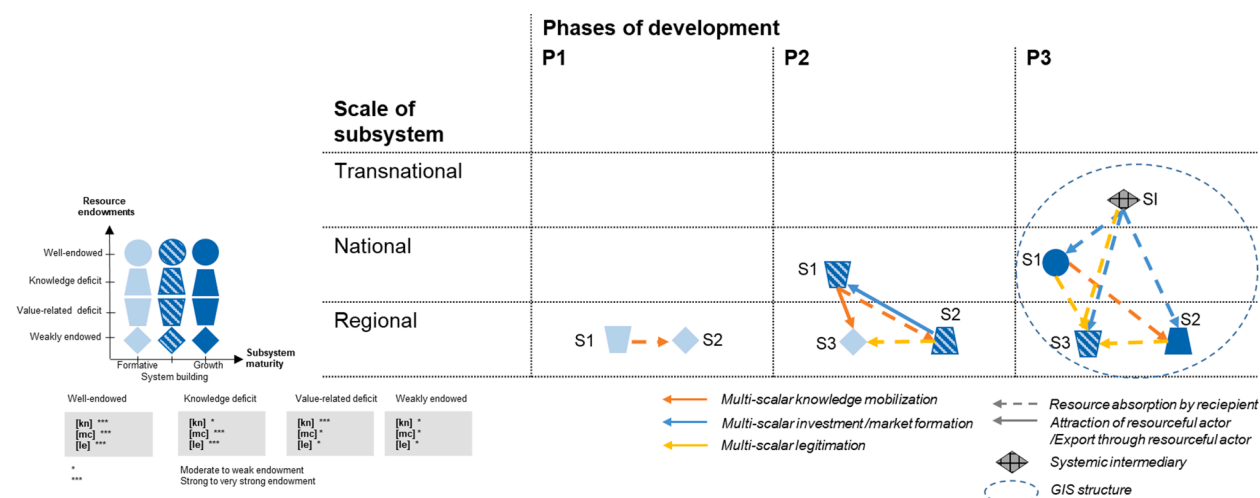 Phases of development
P1
P2
P3
Scale of
subsystem
Transnational
National
Regional
S1
S2
S1
S2
S3
SI
S1
S2
S3
Resource
endowments
Well-endowed
Knowledge deficit
Value-related deficit
Weakly endowed
Formative
Growth
System building
Subsystem
maturity
Well-endowed
[kn] ***
[mc] ***
[le] ***
Knowledge deficit
[kn] *
[mc] ***
[le] ***
Value-related deficit
[kn] ***
[mc] *
[le] *
Weakly endowed
[kn] *
[mc] *
[le] *
* Moderate to weak endowment
*** Strong to very strong endowment
Multi-scalar knowledge mobilization
Multi-scalar investment/market formation
Multi-scalar legitimation
Resource absorption by reciepient
Attraction of resourceful actor
/Export through resourceful actor
Systemic intermediary
GIS structure